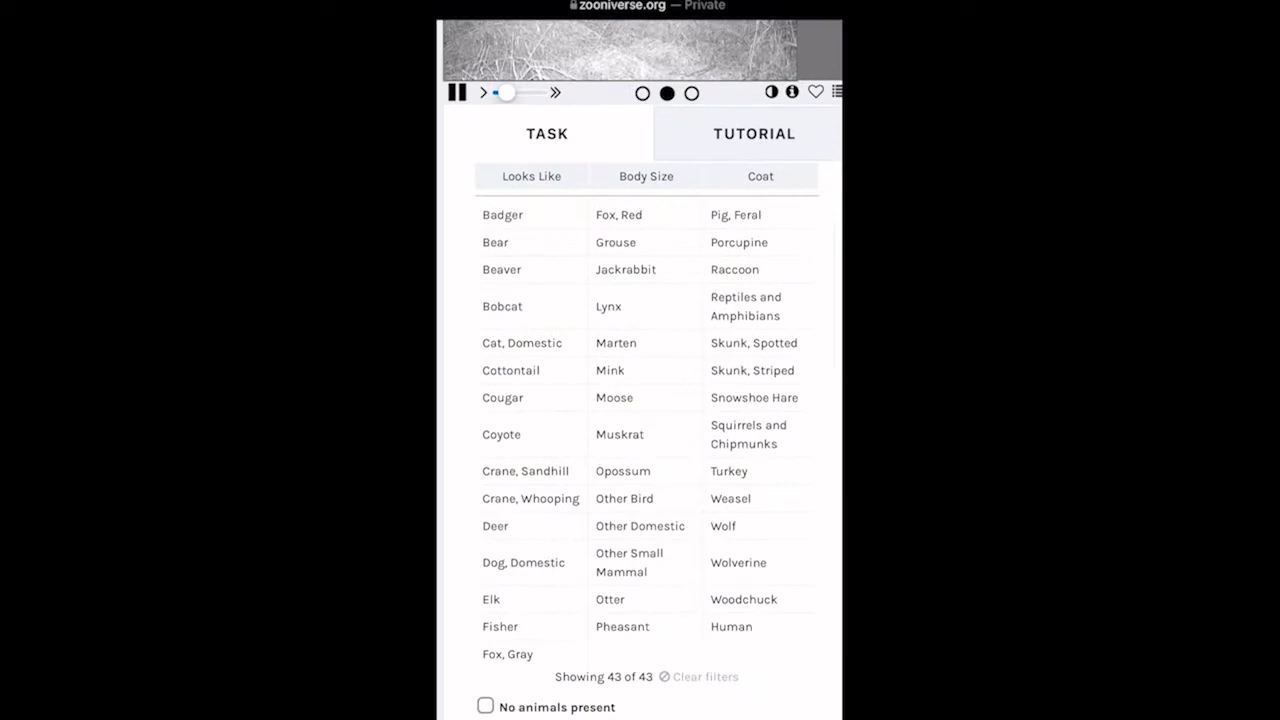 zooniverse.org — Private
TASK
TUTORIAL
Looks Like
Body Size
Coat
Badger
Bear
Beaver
Bobcat
Cat, Domestic
Cottontail
Cougar
Coyote
Crane, Sandhill
Crane, Whooping
Deer
Dog, Domestic
Elk
Fisher
Fox, Gray
Fox, Red
Grouse
Jackrabbit
Lynx
Marten
Mink
Moose
Muskrat
Opossum
Other Bird
Other Domestic
Other Small
Mammal
Otter
Pheasant
Pig, Feral
Porcupine
Raccoon
Reptiles and
Amphibians
Skunk, Spotted
Skunk, Striped
Snowshoe Hare
Squirrels and
Chipmunks
Turkey
Weasel
Wolf
Wolverine
Woodchuck
Human
Showing 43 of 43 Clear filters
No animals present